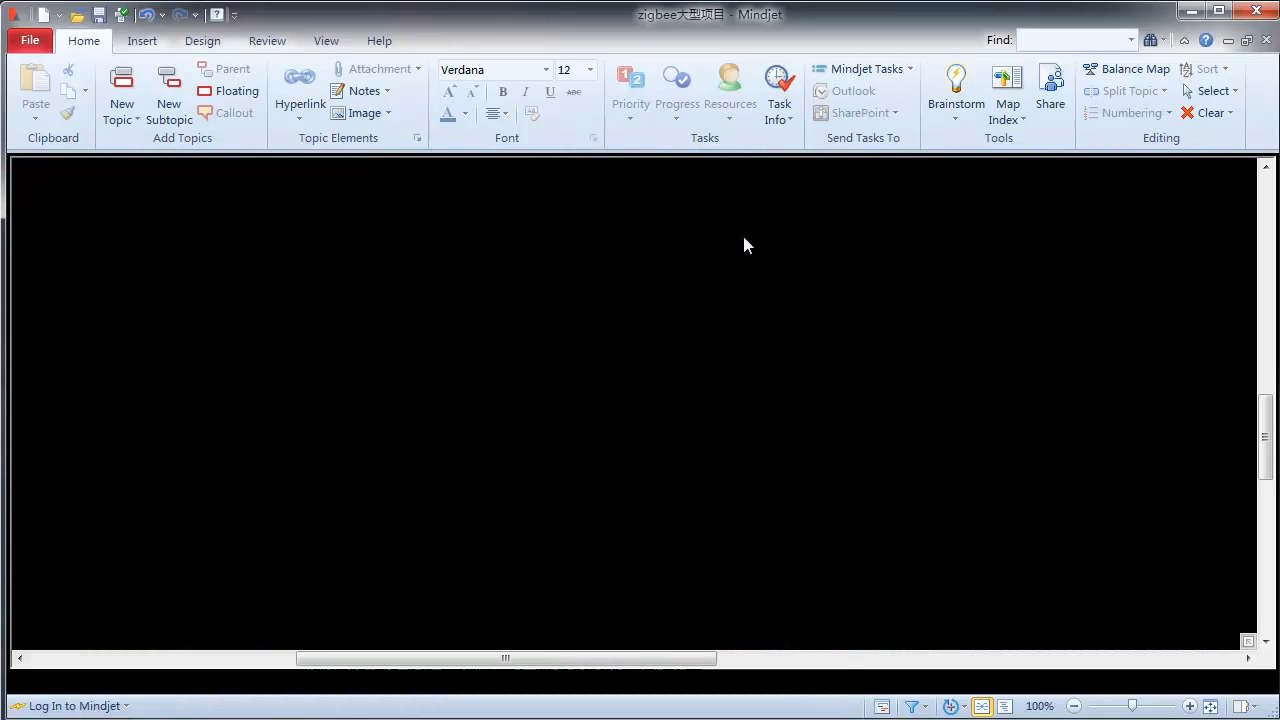 zigbee大型项目 - Mindjet
File Home Insert Design Review View Help Find:
Paste
Clipboard
New Topic
New Subtopic
Parent
Floating
Callout
Add Topics
Hyperlink
Attachment
Notes
Image
Topic Elements
Verdana 12
Font
Priority
Progress
Resources
Task Info
Tasks
Mindjet Tasks
Outlook
SharePoint
Send Tasks To
Brainstorm
Map Index
Share
Tools
Balance Map
Split Topic
Numbering
Sort
Select
Clear
Editing
Log In to Mindjet
100%